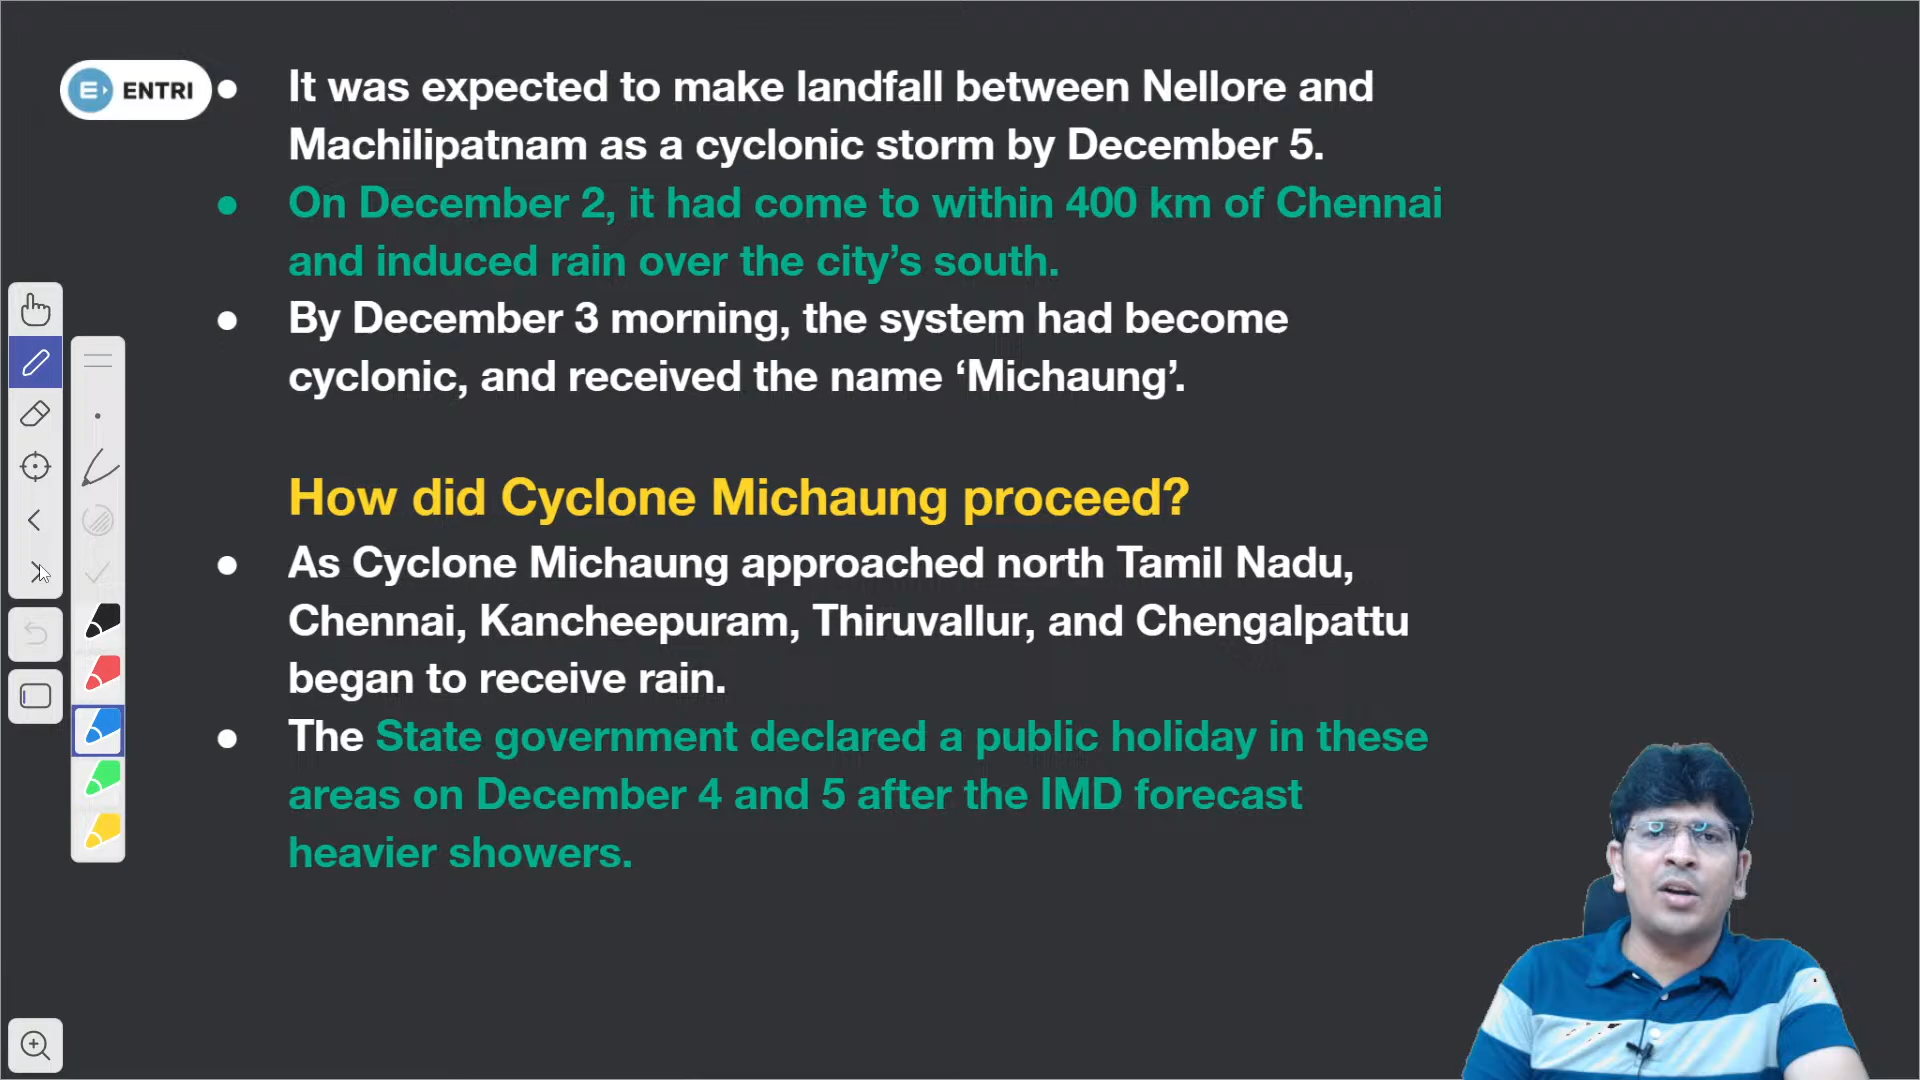 ENTRI
● It was expected to make landfall between Nellore and
Machilipatnam as a cyclonic storm by December 5.
● On December 2, it had come to within 400 km of Chennai
and induced rain over the city’s south.
● By December 3 morning, the system had become
cyclonic, and received the name ‘Michaung’.
How did Cyclone Michaung proceed?
● As Cyclone Michaung approached north Tamil Nadu,
Chennai, Kancheepuram, Thiruvallur, and Chengalpattu
began to receive rain.
● The State government declared a public holiday in these
areas on December 4 and 5 after the IMD forecast
heavier showers.